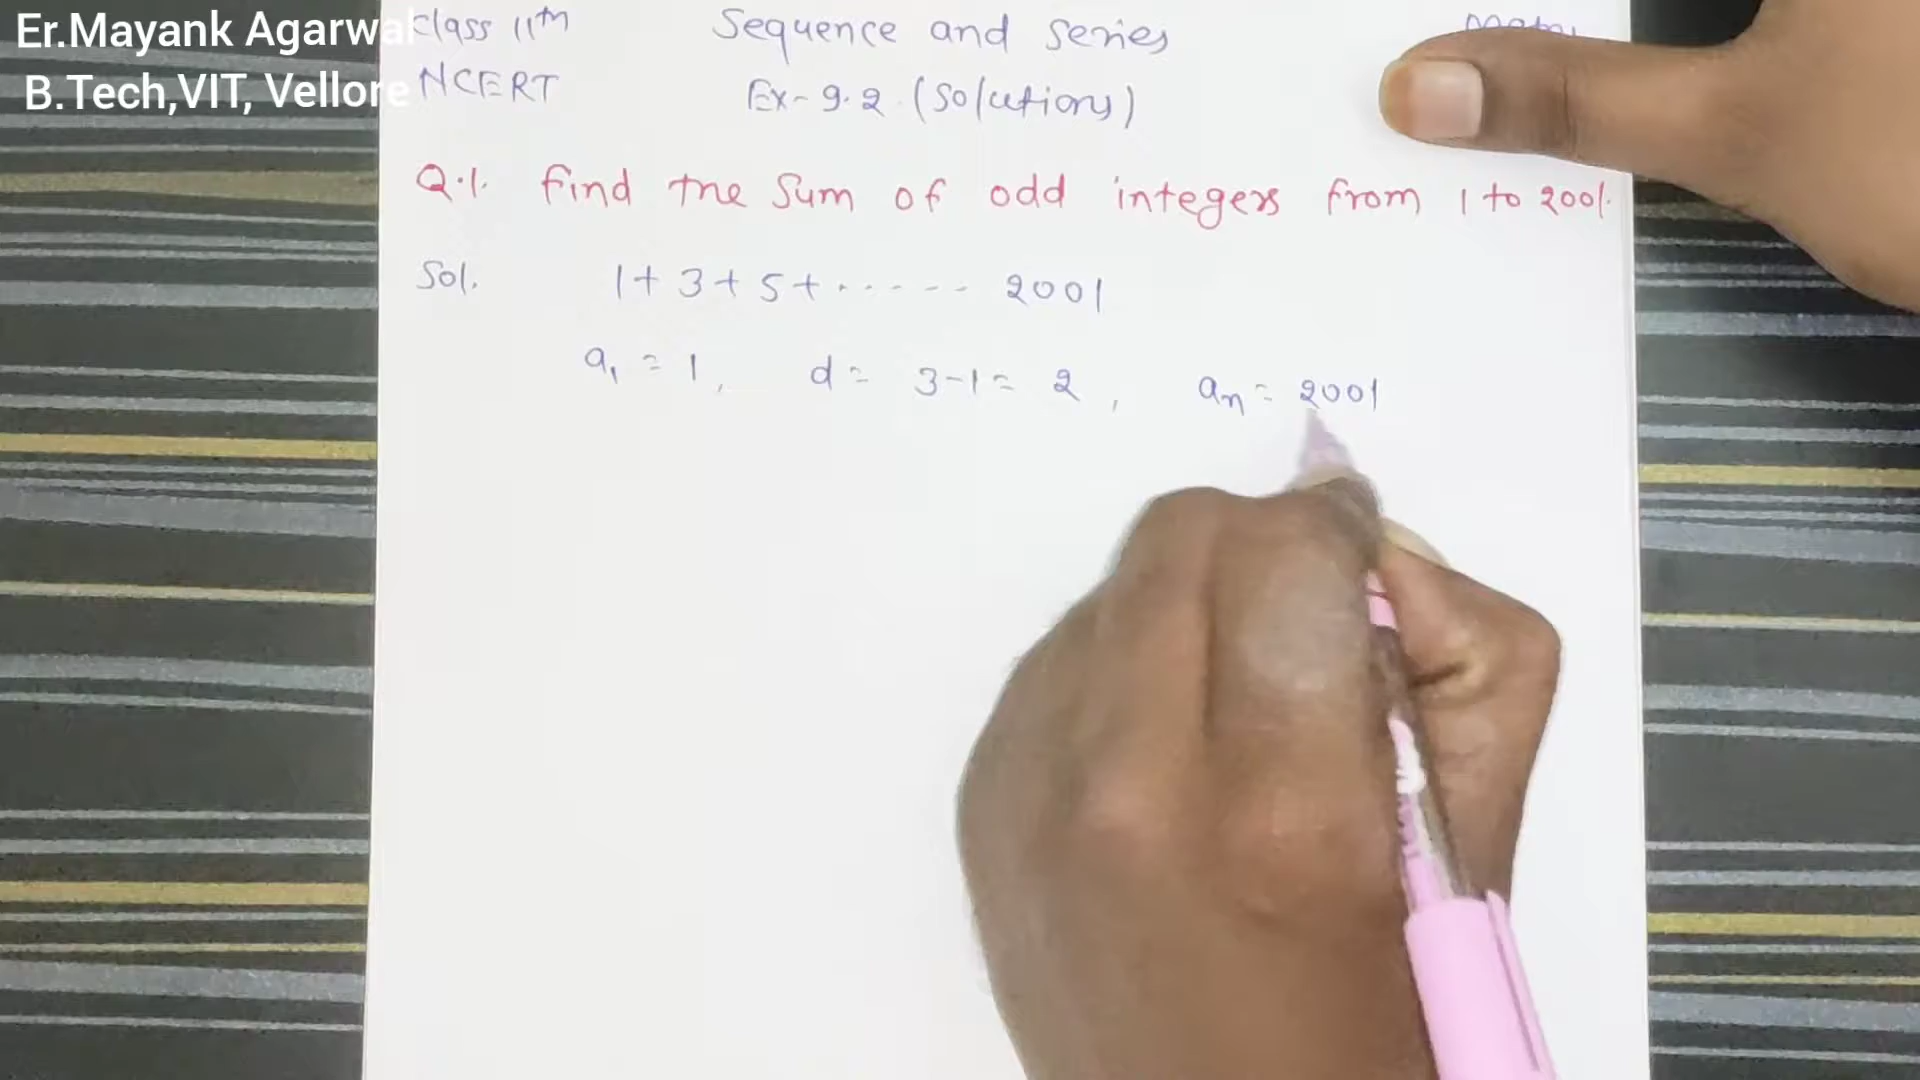 Er.Mayank Agarwal
B.Tech,VIT, Vellore
Class 11th
Sequence and series
NCERT
Ex-9.2 (Solutions)
Q.1. Find the Sum of odd integers from 1 to 2001.
Sol. 1+3+5+...... 2001
a₁ = 1, d = 3-1 = 2, aₙ = 2001